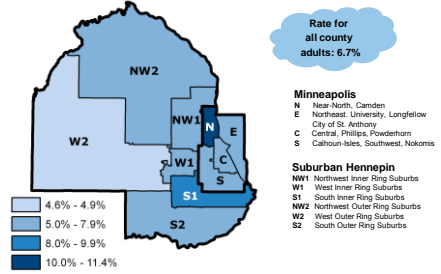 Rate for
all county
adults: 6.7%
NW2
NW1
N
E
W2
W1
C
S
S1
S2
4.6% - 4.9%
5.0% - 7.9%
8.0% - 9.9%
10.0% - 11.4%
Minneapolis
N Near-North, Camden
E Northeast. University, Longfellow
City of St. Anthony
C Central, Phillips, Powderhorn
S Calhoun-Isles, Southwest, Nokomis
Suburban Hennepin
NW1 Northwest Inner Ring Suburbs
W1 West Inner Ring Suburbs
S1 South Inner Ring Suburbs
NW2 Northwest Outer Ring Suburbs
W2 West Outer Ring Suburbs
S2 South Outer Ring Suburbs